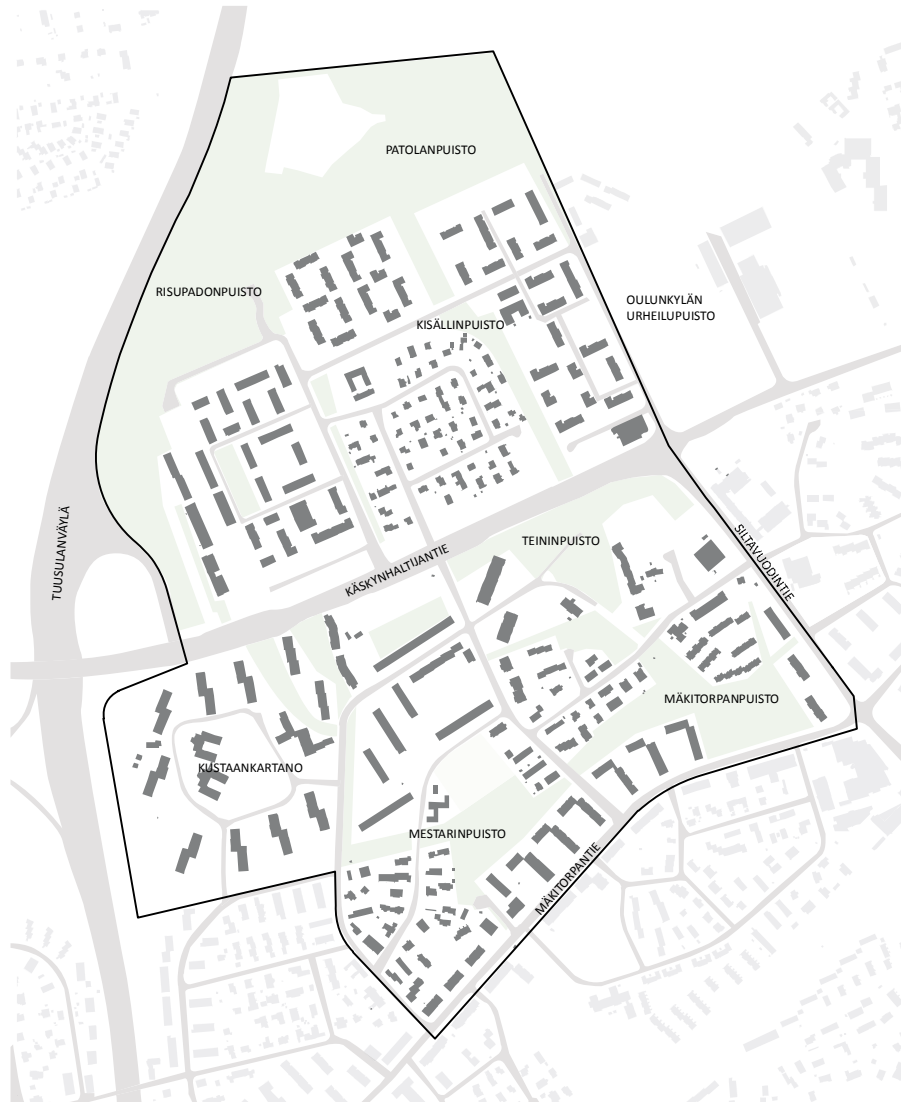 PATOLANPUISTO
RISUPADONPUISTO
OULUNKYLÄN
URHEILUPUISTO
KISÄLLINPUISTO
TUUSULANVÄYLÄ
KÄSKYNHALTIJANTIE
TEININPUISTO
SILTAVUODINTIE
MÄKITORPANPUISTO
KUSTAANKARTANO
MESTARINPUISTO
MÄKITORPANTIE